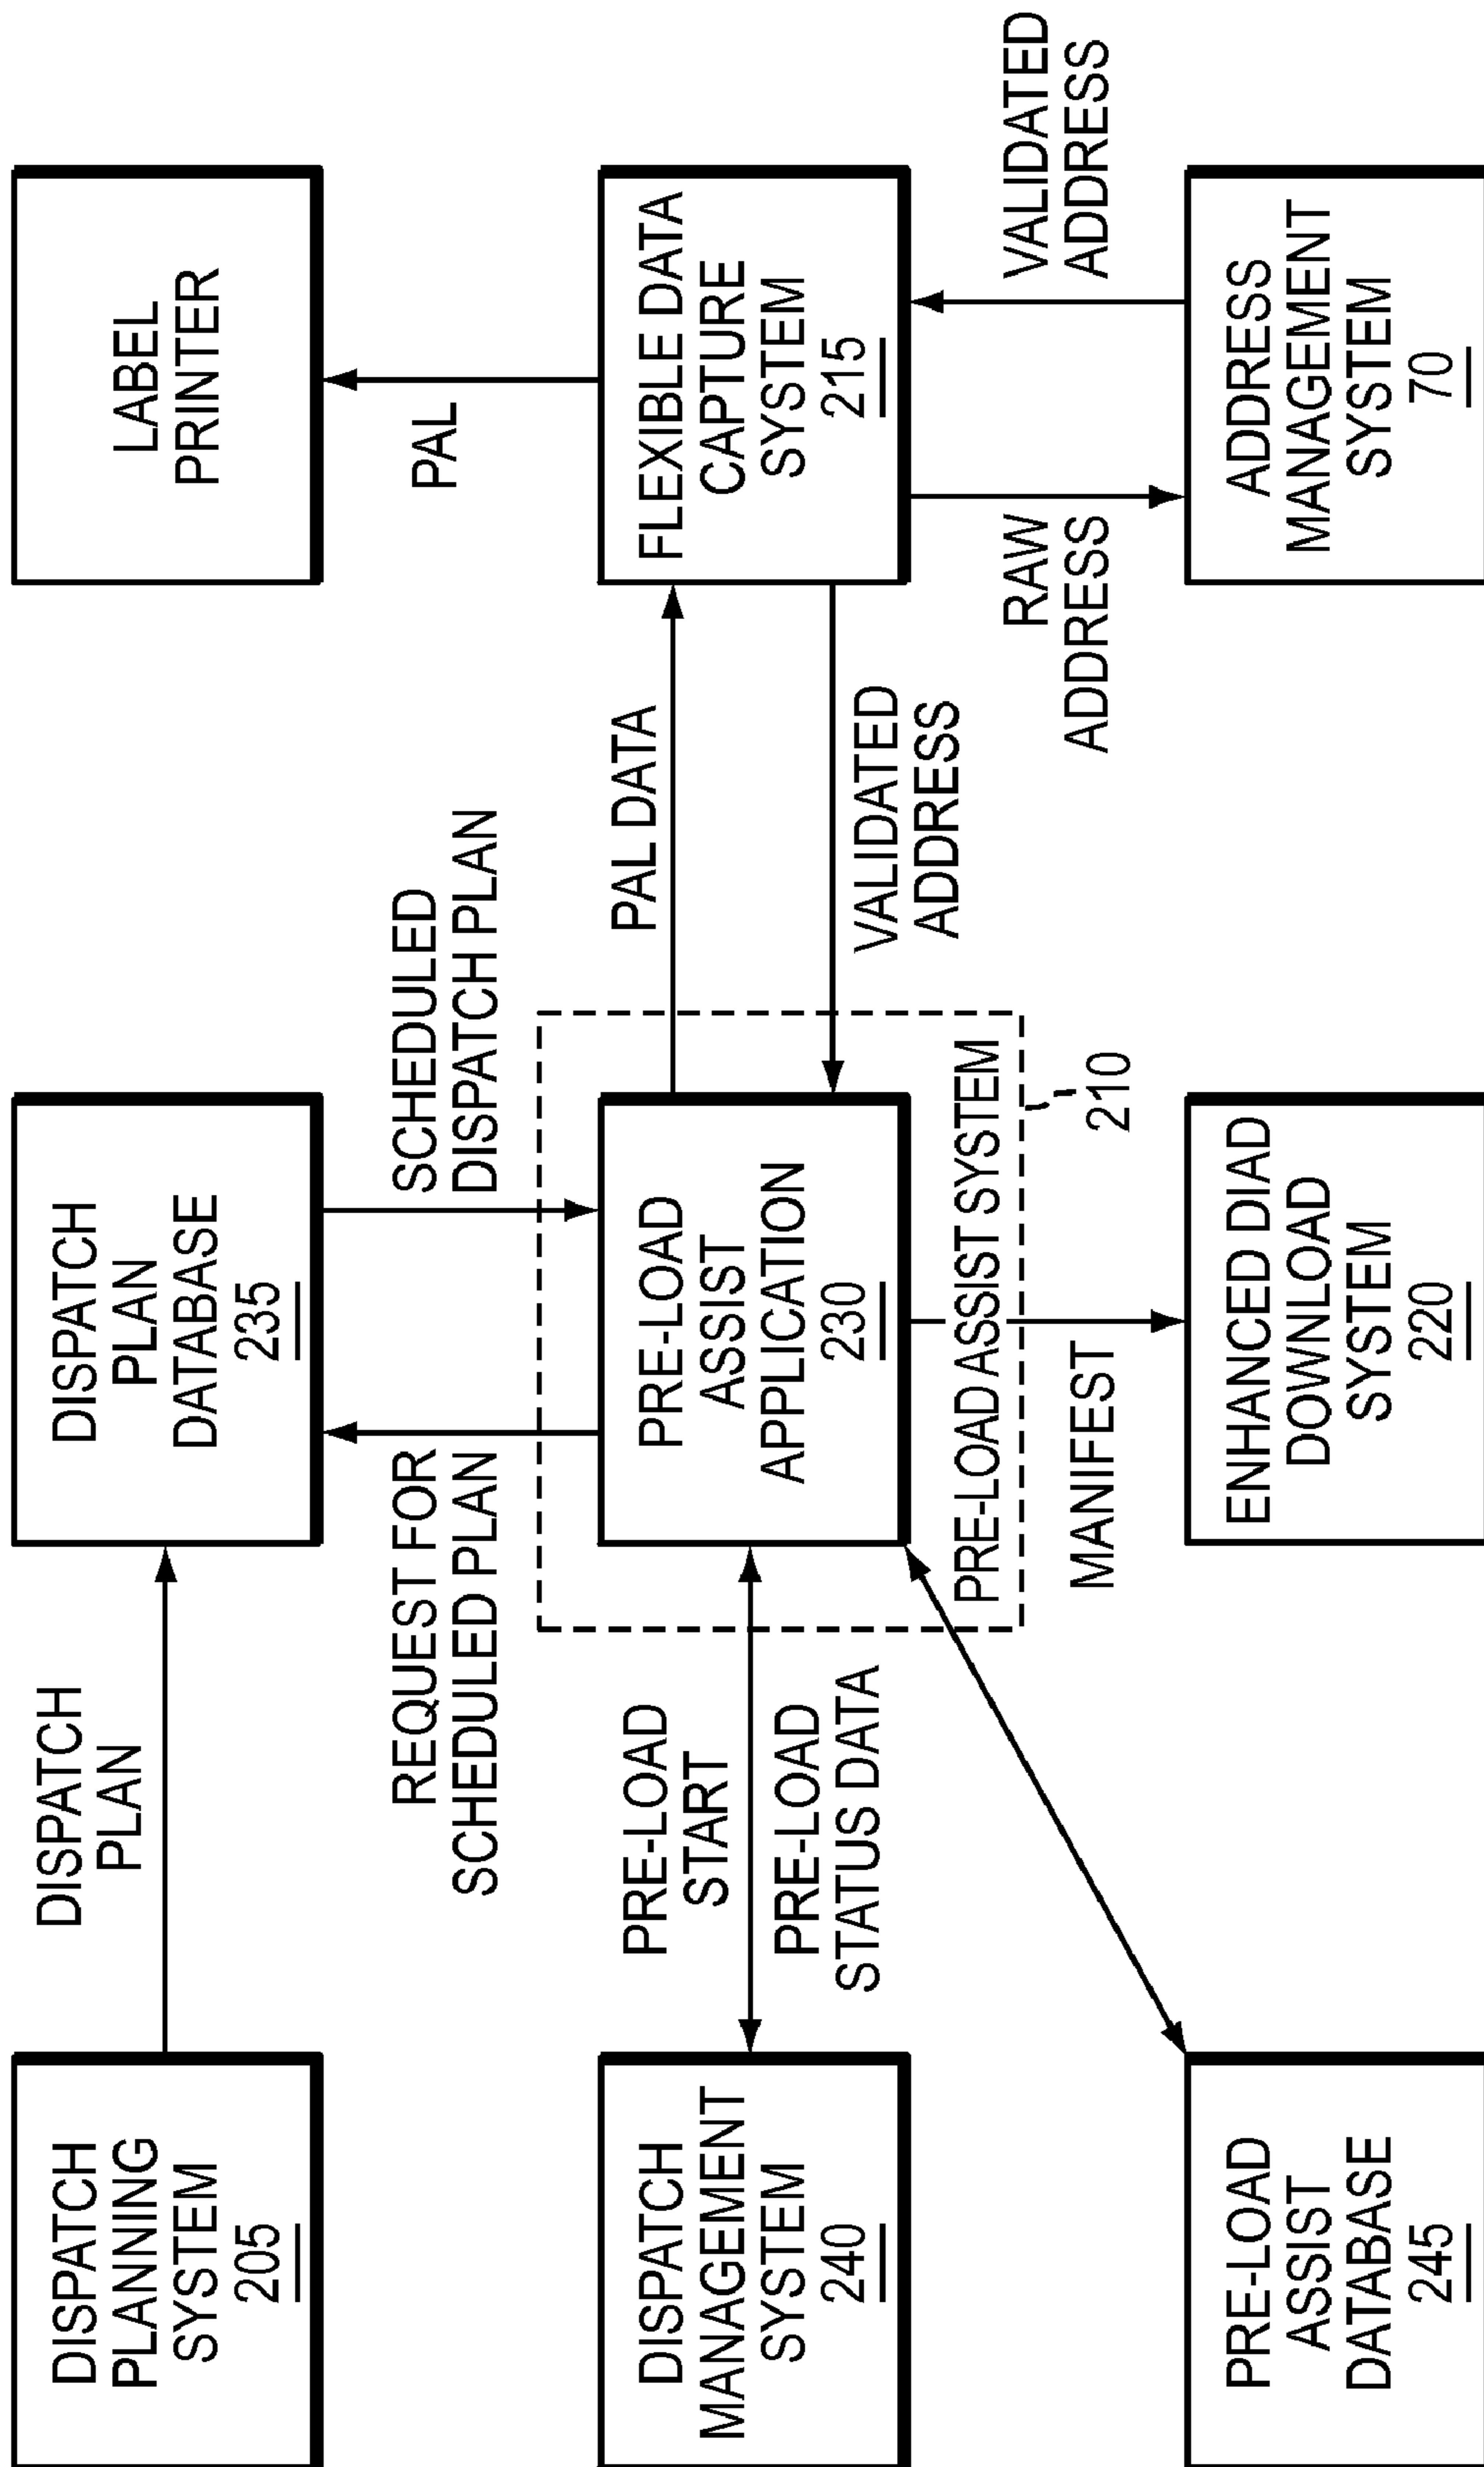 DISPATCH
PLANNING
SYSTEM
205
DISPATCH
PLAN
DISPATCH
PLAN
DATABASE
235
LABEL
PRINTER
REQUEST FOR
SCHEDULED PLAN
SCHEDULED
DISPATCH PLAN
PAL
DISPATCH
MANAGEMENT
SYSTEM
240
PRE-LOAD
START
PRE-LOAD
STATUS DATA
PRE-LOAD
ASSIST
APPLICATION
230
PRE-LOAD ASSIST SYSTEM
210
PAL DATA
VALIDATED
ADDRESS
FLEXIBLE DATA
CAPTURE
SYSTEM
215
MANIFEST
RAW
ADDRESS
VALIDATED
ADDRESS
PRE-LOAD
ASSIST
DATABASE
245
ENHANCED DIAD
DOWNLOAD
SYSTEM
220
ADDRESS
MANAGEMENT
SYSTEM
70